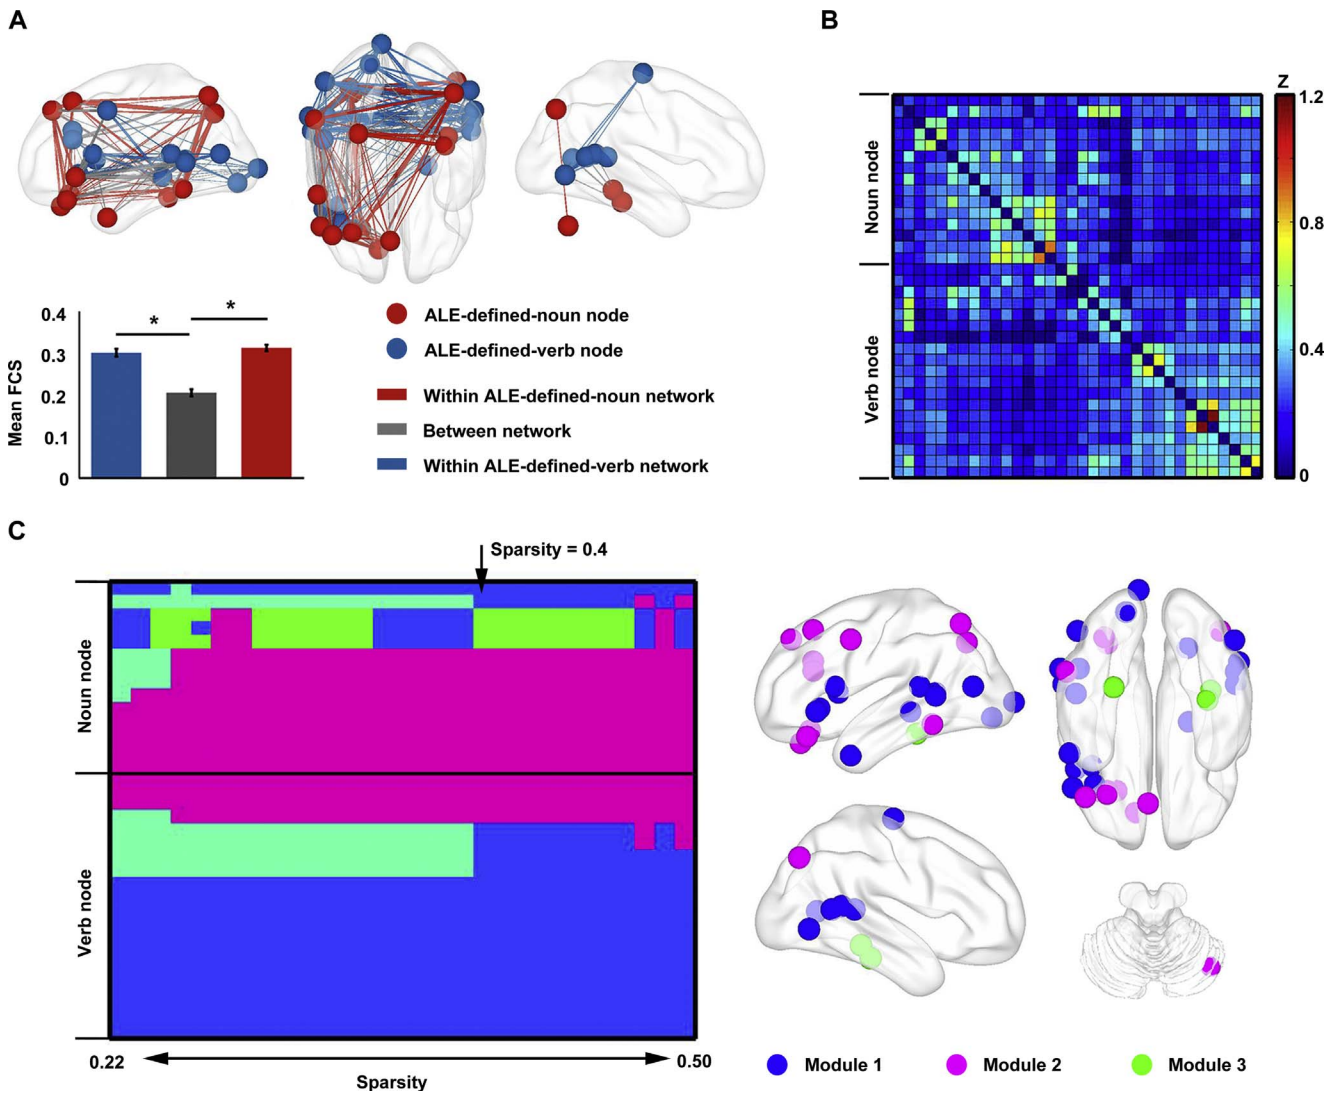 A
B
Z
1.2
0.8
0.4
0
Noun node
Verb node
0.4
0.3
0.2
0.1
0
Mean FCS
*
*
ALE-defined-noun node
ALE-defined-verb node
Within ALE-defined-noun network
Between network
Within ALE-defined-verb network
C
Sparsity = 0.4
Noun node
Verb node
0.22
0.50
Sparsity
Module 1
Module 2
Module 3